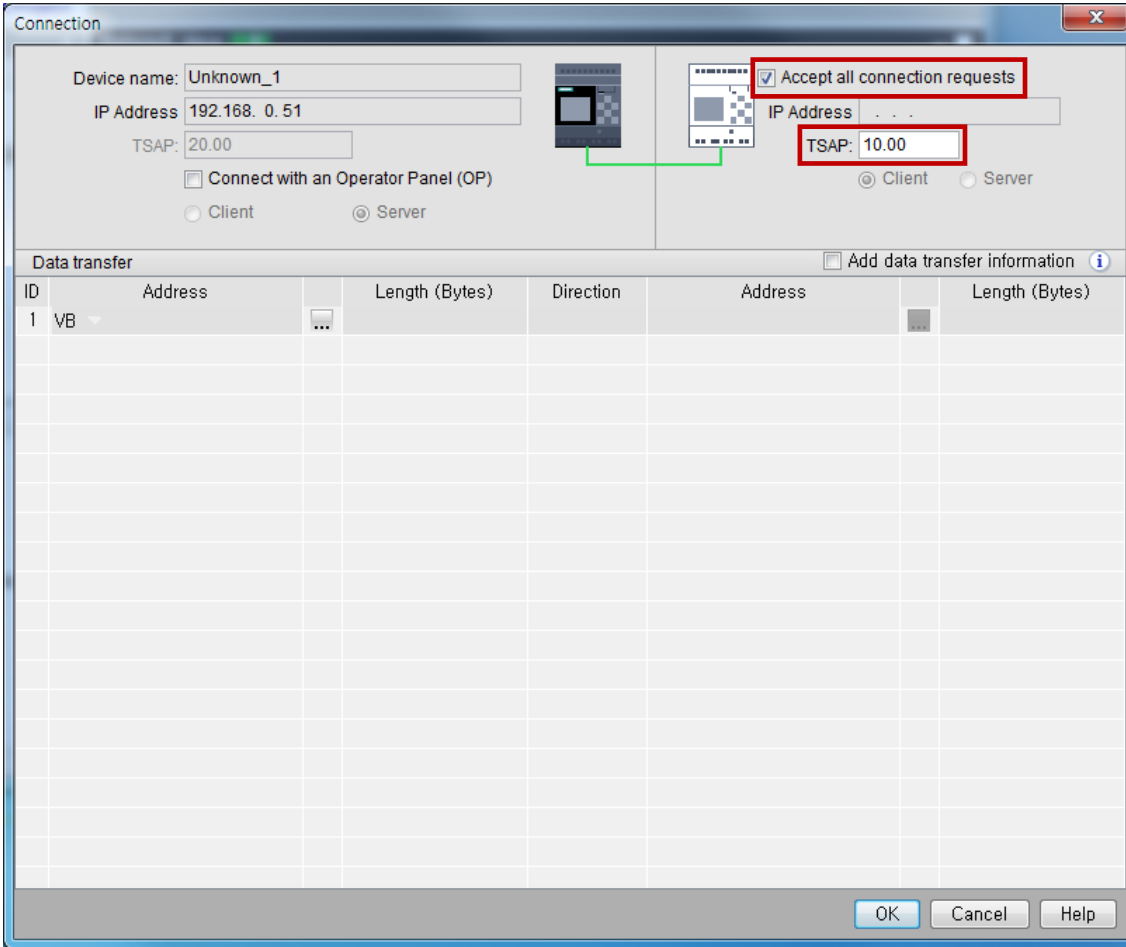 Connection
Device name: Unknown_1
IP Address 192.168. 0. 51
TSAP: 20.00
Connect with an Operator Panel (OP)
Client Server
Accept all connection requests
IP Address . . .
TSAP: 10.00
Client Server
Data transfer Add data transfer information i
ID Address Length (Bytes) Direction Address Length (Bytes)
1 VB ... ...
OK Cancel Help